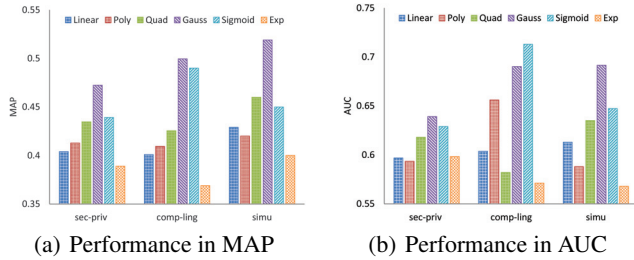 Linear Poly Quad Gauss Sigmoid Exp
0.55
0.5
0.45
0.4
0.35
MAP
sec-priv comp-ling simu
(a) Performance in MAP
Linear Poly Quad Gauss Sigmoid Exp
0.75
0.7
0.65
0.6
0.55
AUC
sec-priv comp-ling simu
(b) Performance in AUC